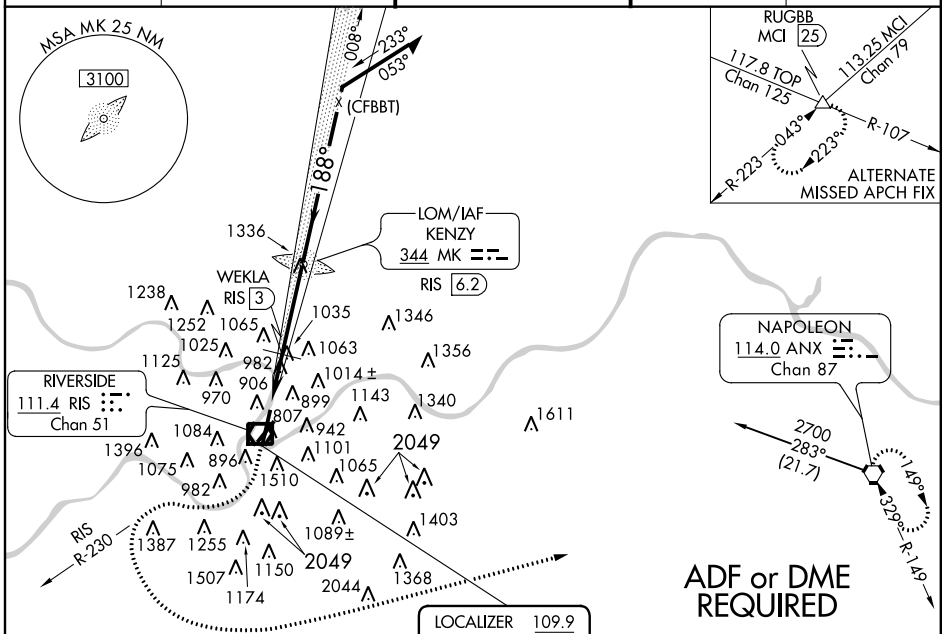 MSA MK 25 NM
3100
008°
233°
053°
(CFBBT)
188°
RUGBB
MCI 25
117.8 TOP
Chan 125
113.25 MCI
Chan 79
043°
223°
R-223
R-107
ALTERNATE
MISSED APCH FIX
LOM/IAF
KENZY
344 MK
RIS 6.2
1336
WEKLA
RIS 3
1238
1252
1065
1035
1346
1025
1063
1125
982
1356
970
906
1014 ±
899
1143
1340
RIVERSIDE
111.4 RIS
Chan 51
807
942
1611
1396
1084
896
1101
2049
1075
1510
1065
982
NAPOLEON
114.0 ANX
Chan 87
2700
283°
(21.7)
149°
329°
R-149
RIS
R-230
1387
1255
1089±
1403
2049
1507
1174
1150
2044
1368
ADF or DME
REQUIRED
LOCALIZER 109.9